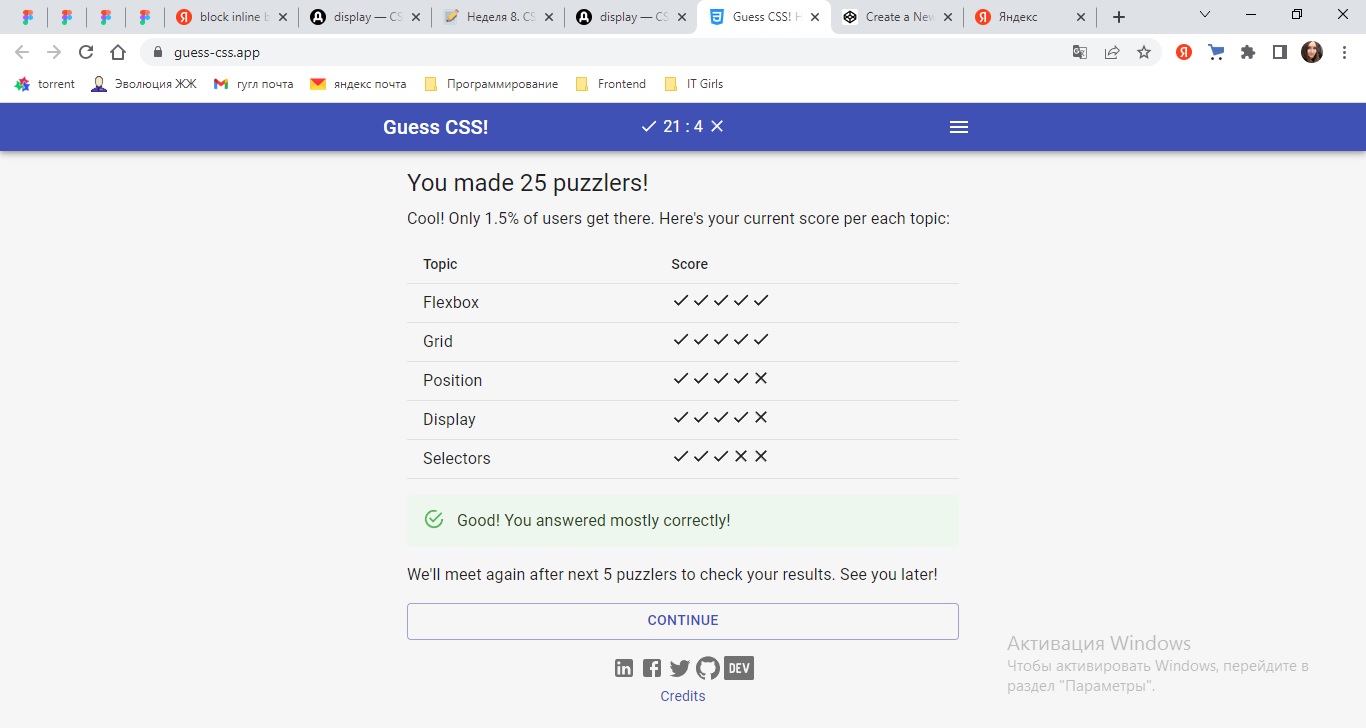 block inline b
display — CS
Неделя 8. CS
display — CS
Guess CSS! H
Create a New
Яндекс
guess-css.app
torrent
Эволюция ЖЖ
гугл почта
яндекс почта
Программирование
Frontend
IT Girls
Guess CSS!
21 : 4
You made 25 puzzlers!
Cool! Only 1.5% of users get there. Here's your current score per each topic:
Topic Score
Flexbox
Grid
Position
Display
Selectors
Good! You answered mostly correctly!
We'll meet again after next 5 puzzlers to check your results. See you later!
CONTINUE
DEV
Credits
Активация Windows
Чтобы активировать Windows, перейдите в
раздел "Параметры".